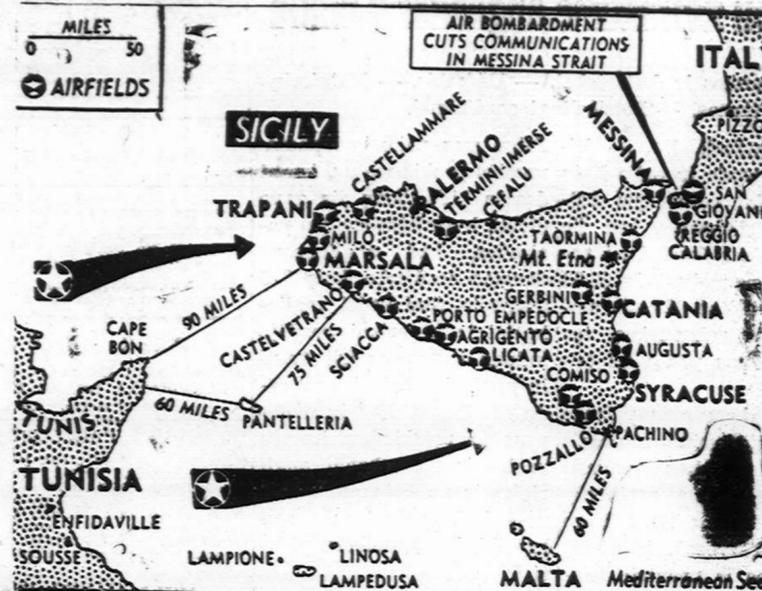 MILES
0 50
AIRFIELDS
AIR BOMBARDMENT
CUTS COMMUNICATIONS
IN MESSINA STRAIT
ITALY
PIZZO
SICILY
CASTELLAMMARE
PALERMO
TERMINI-IMERSE
CEFALU
MESSINA
SAN
GIOVANI
REGGIO
CALABRIA
TRAPANI
MILO
MARSALA
TAORMINA
Mt. Etna
GERBINI
CATANIA
90 MILES
CASTELVETRANO
75 MILES
SCIACCA
PORTO EMPEDOCLE
AGRIGENTO
LICATA
AUGUSTA
COMISO
SYRACUSE
CAPE
BON
60 MILES
PANTELLERIA
TUNIS
POZZALLO
PACHINO
60 MILES
TUNISIA
ENFIDAVILLE
SOUSSE
LAMPIONE
LINOSA
LAMPEDUSA
MALTA
Mediterranean Sea